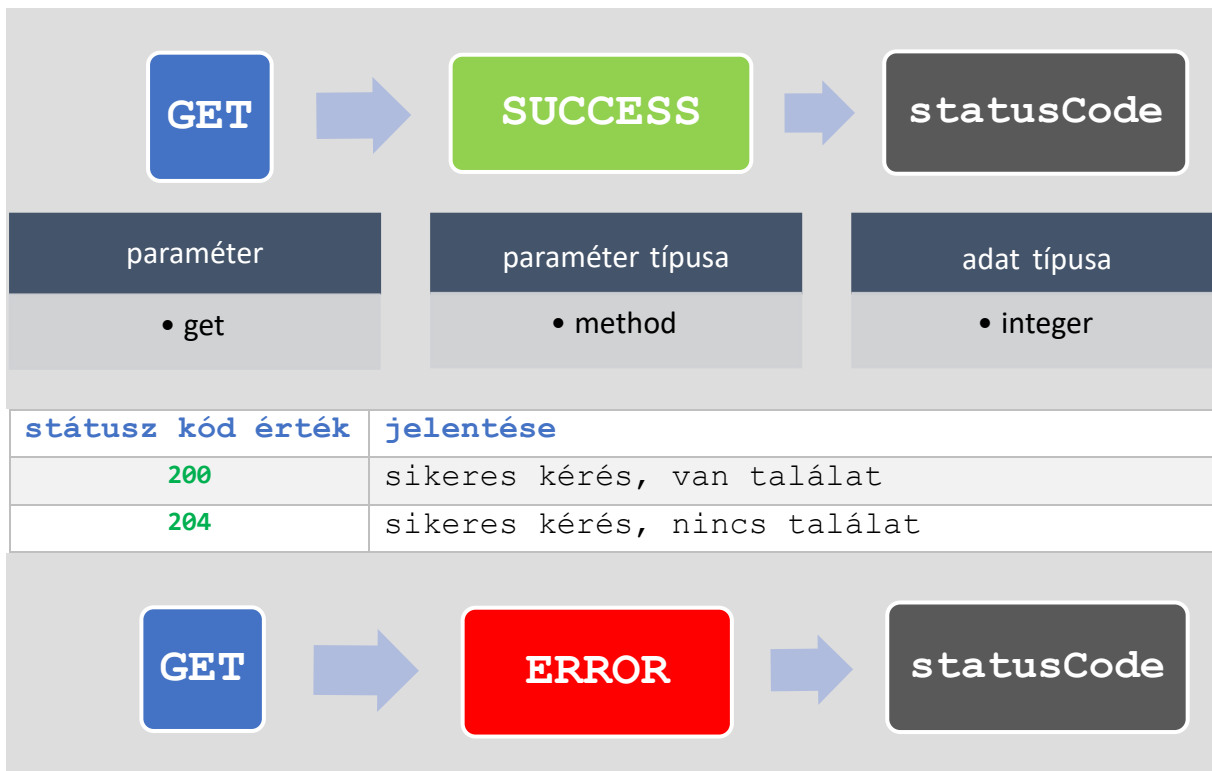 GET SUCCESS statusCode
paraméter paraméter típusa adat típusa
• get • method • integer
státusz kód érték jelentése
200 sikeres kérés, van találat
204 sikeres kérés, nincs találat
GET ERROR statusCode